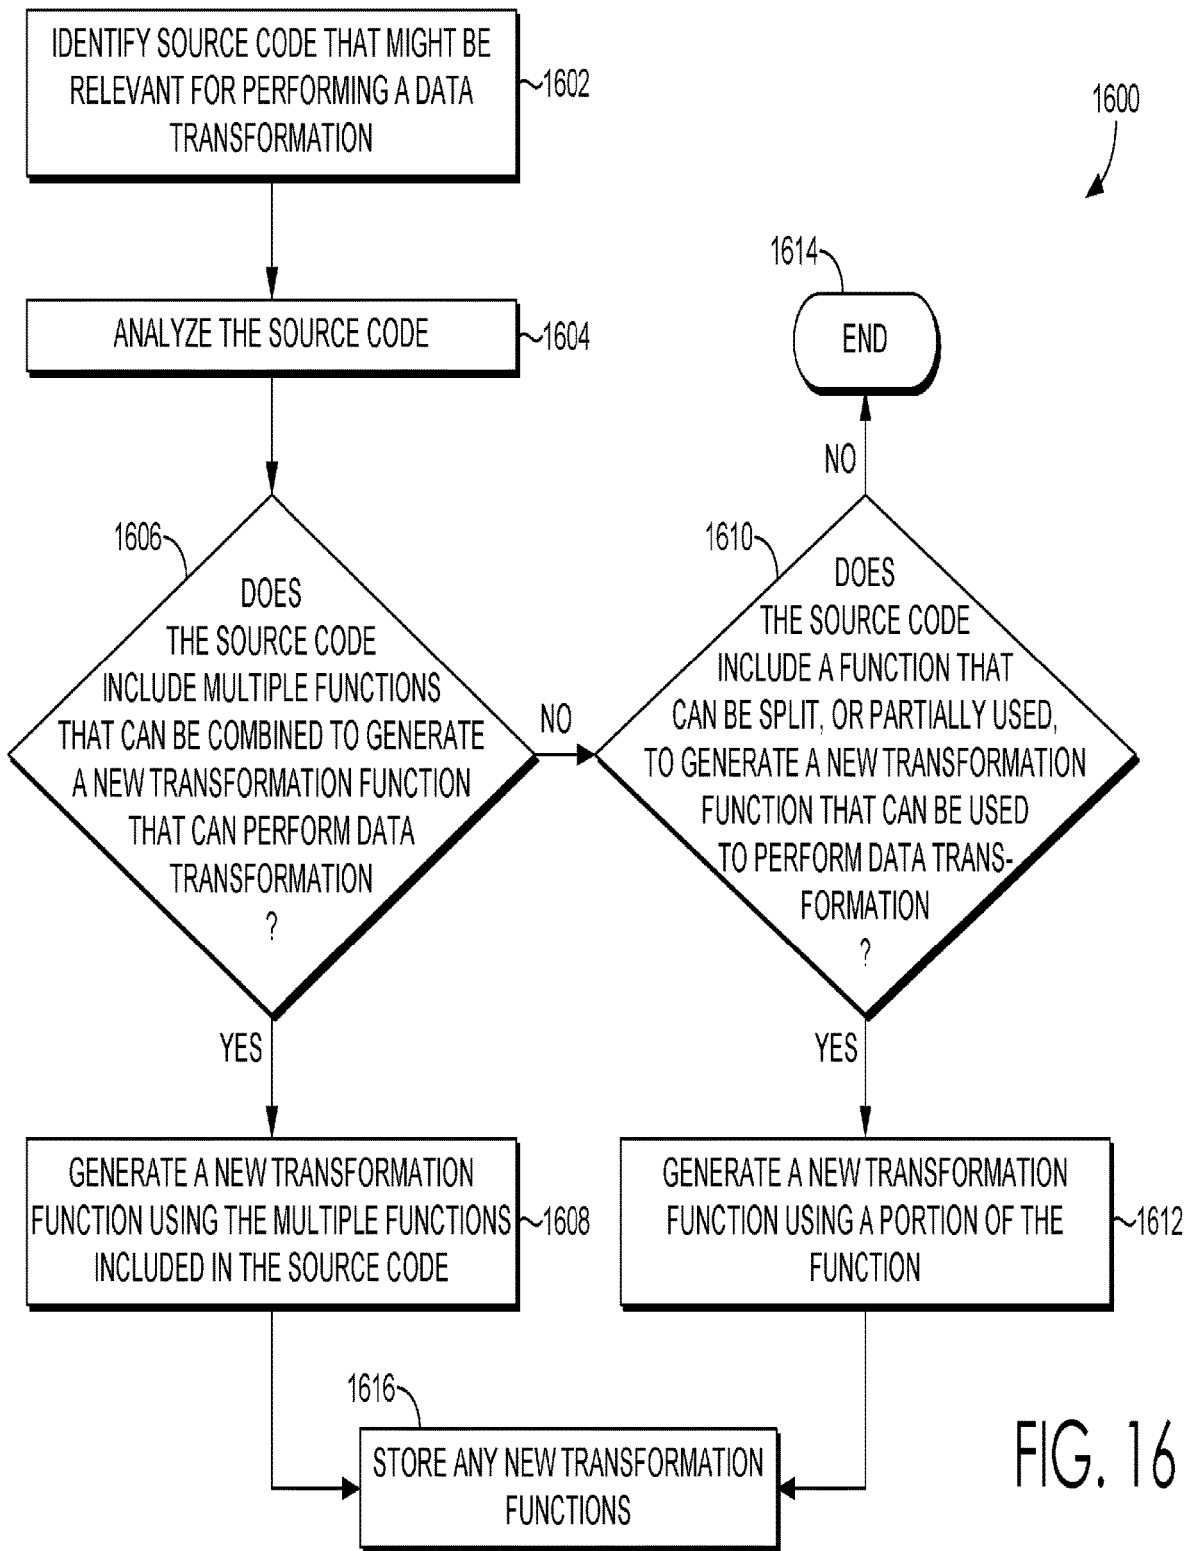 IDENTIFY SOURCE CODE THAT MIGHT BE
RELEVANT FOR PERFORMING A DATA
TRANSFORMATION
1602
1600
ANALYZE THE SOURCE CODE
1604
1614
END
NO
1606
DOES
THE SOURCE CODE
INCLUDE MULTIPLE FUNCTIONS
THAT CAN BE COMBINED TO GENERATE
A NEW TRANSFORMATION FUNCTION
THAT CAN PERFORM DATA
TRANSFORMATION
?
NO
1610
DOES
THE SOURCE CODE
INCLUDE A FUNCTION THAT
CAN BE SPLIT, OR PARTIALLY USED,
TO GENERATE A NEW TRANSFORMATION
FUNCTION THAT CAN BE USED
TO PERFORM DATA TRANS-
FORMATION
?
YES
YES
GENERATE A NEW TRANSFORMATION
FUNCTION USING THE MULTIPLE FUNCTIONS
INCLUDED IN THE SOURCE CODE
1608
GENERATE A NEW TRANSFORMATION
FUNCTION USING A PORTION OF THE
FUNCTION
1612
1616
STORE ANY NEW TRANSFORMATION
FUNCTIONS
FIG. 16